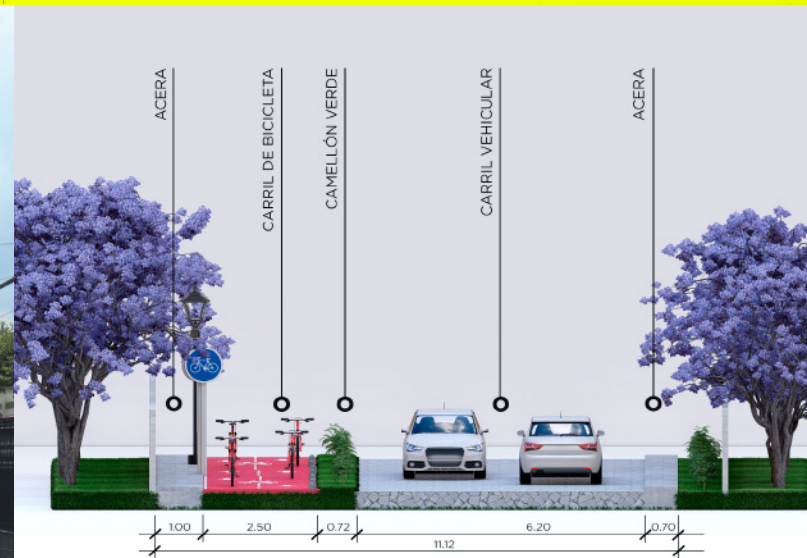 ACERA
CARRIL DE BICICLETA
CAMELLÓN VERDE
CARRIL VEHICULAR
ACERA
1.00
2.50
0.72
6.20
0.70
11.12